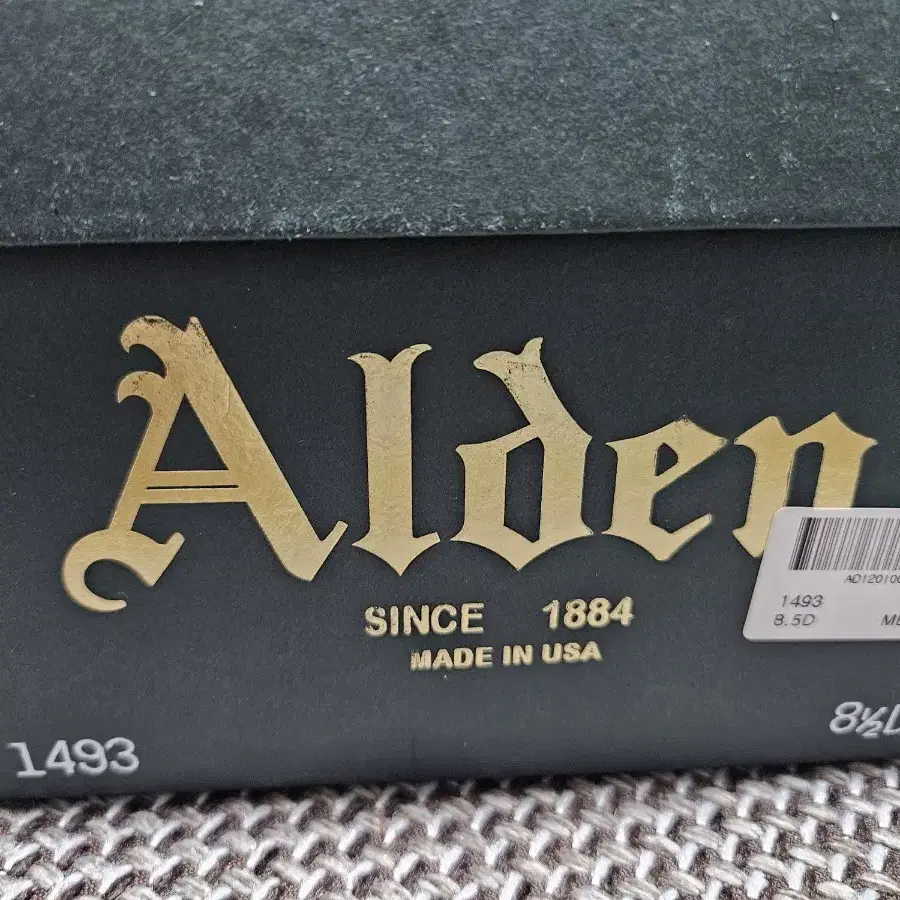 Alden
SINCE 1884
MADE IN USA
1493
8.5D
1493
8½D